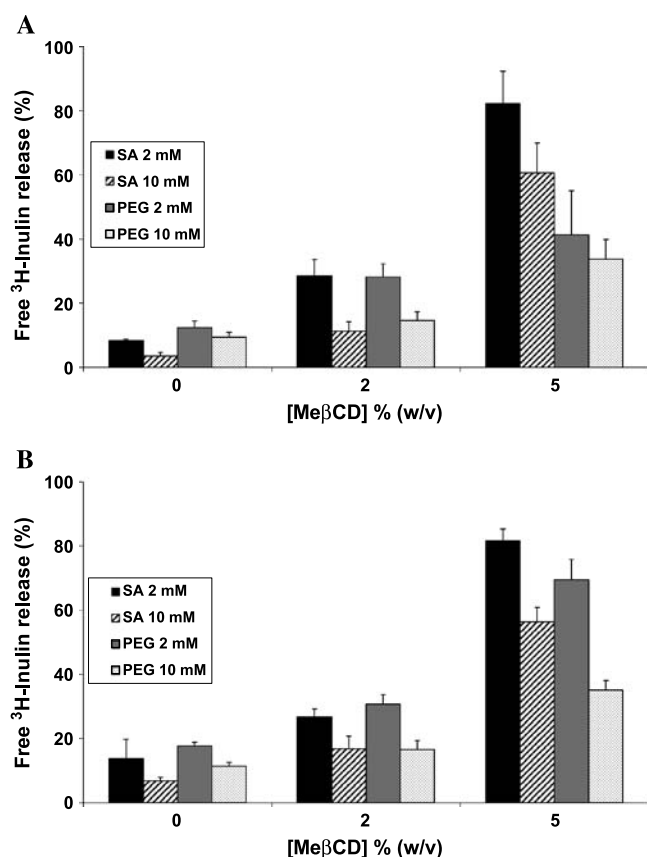 A
100
80
60
40
20
0
Free ³H-Inulin release (%)
SA 2 mM
SA 10 mM
PEG 2 mM
PEG 10 mM
0 2 5
[MeβCD] % (w/v)
B
100
80
60
40
20
0
Free ³H-Inulin release (%)
SA 2 mM
SA 10 mM
PEG 2 mM
PEG 10 mM
0 2 5
[MeβCD] % (w/v)